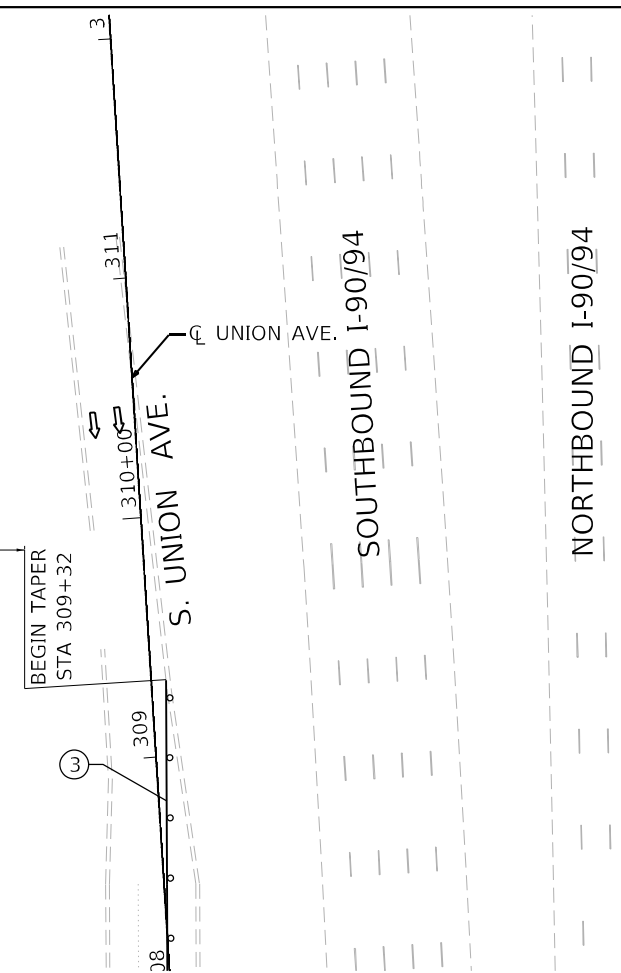 3
311
℄ UNION AVE.
310+00
S. UNION AVE.
SOUTHBOUND I-90/94
NORTHBOUND I-90/94
BEGIN TAPER
STA 309+32
309
3
08